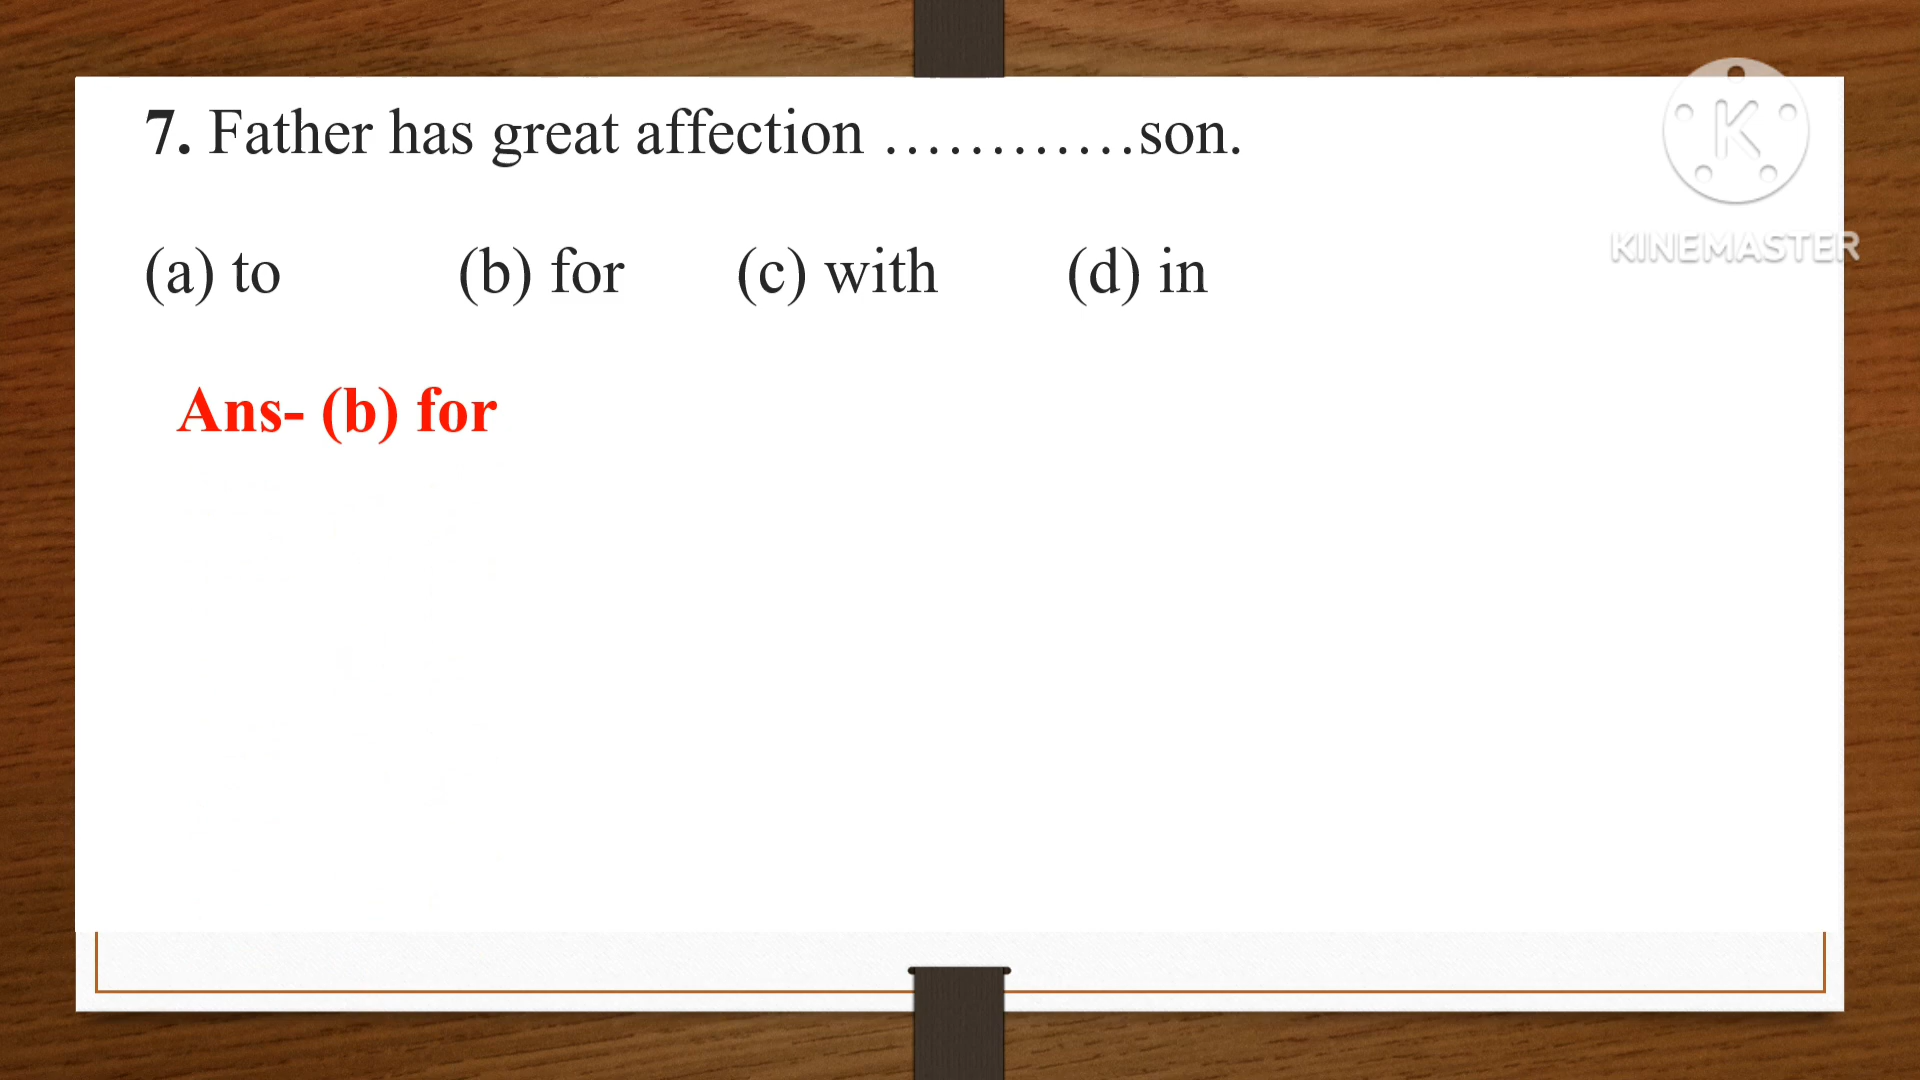 7. Father has great affection …………son.
(a) to (b) for (c) with (d) in
Ans- (b) for
K
KINEMASTER